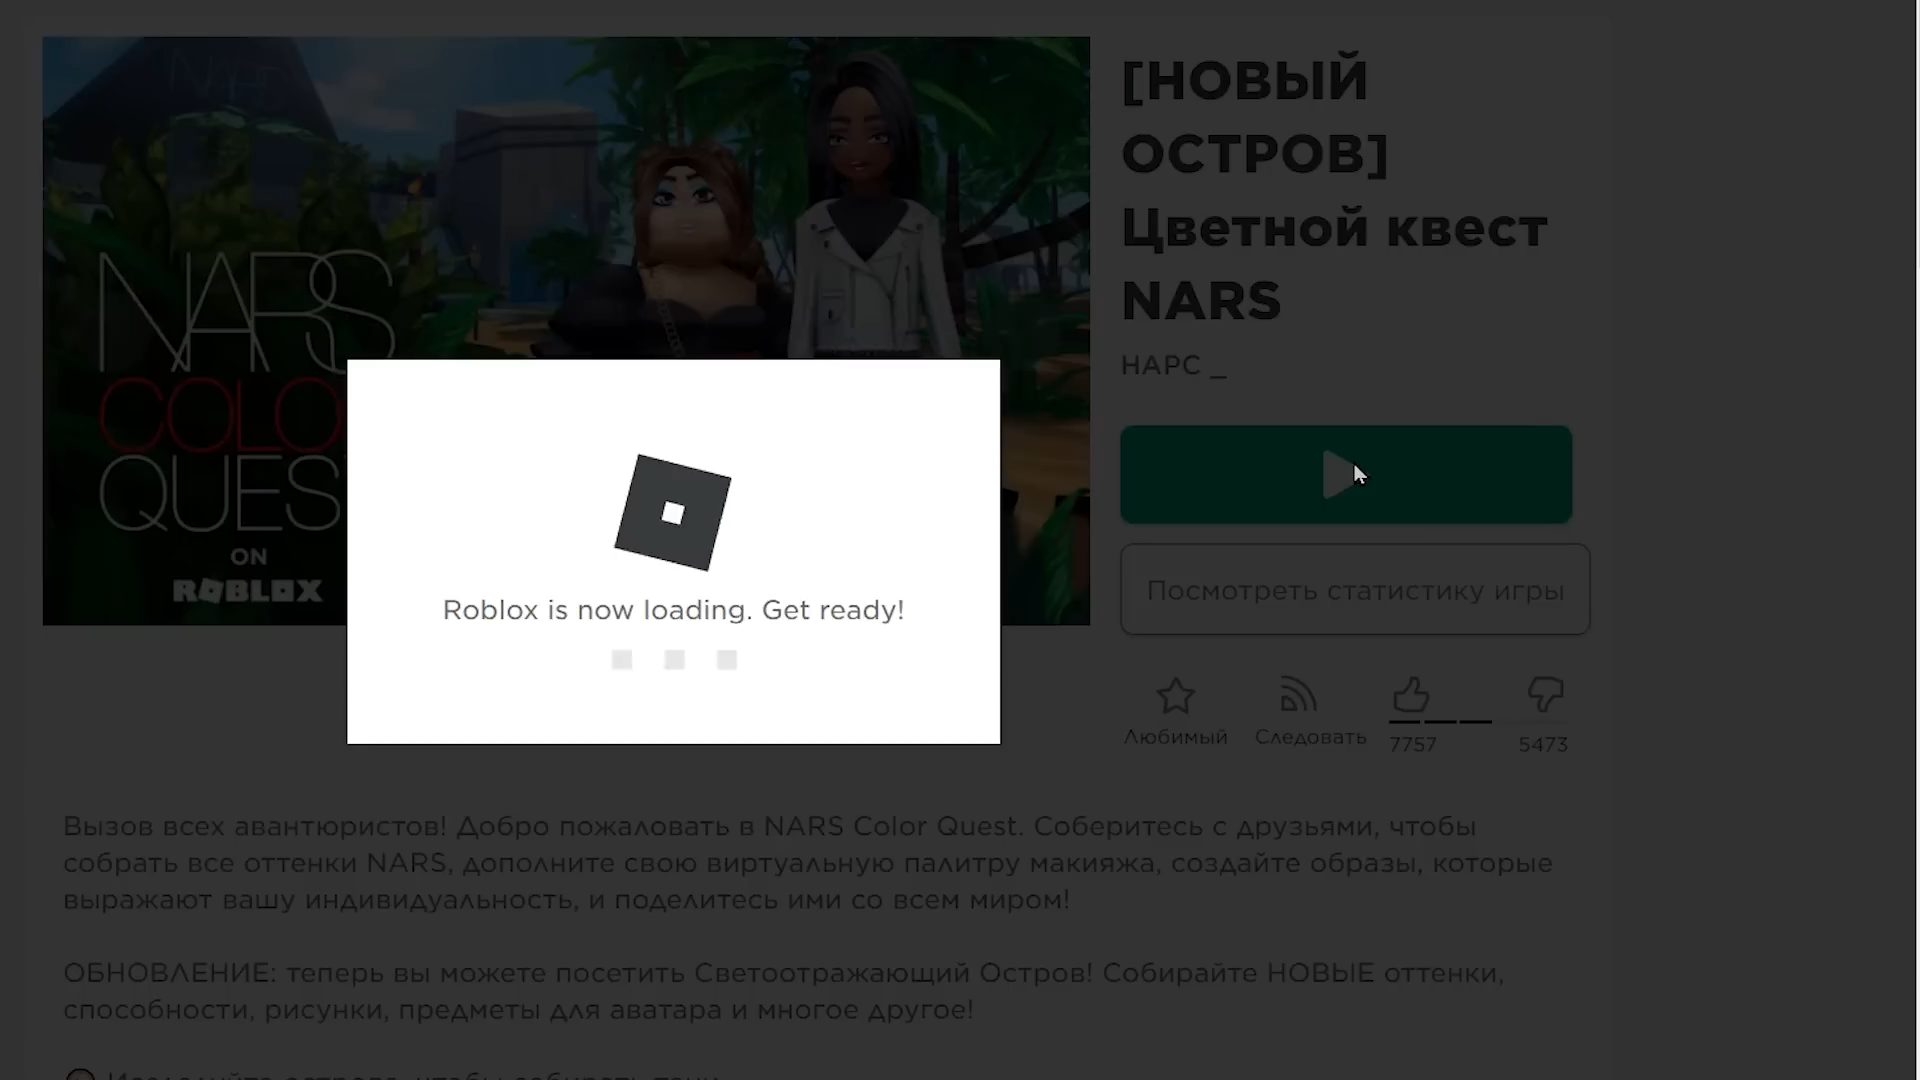 [НОВЫЙ
ОСТРОВ]
Цветной квест
NARS
НАРС _
NARS
QUES
ON
ROBLOX
Roblox is now loading. Get ready!
Посмотреть статистику игры
Любимый Следовать 7757 5473
Вызов всех авантюристов! Добро пожаловать в NARS Color Quest. Соберитесь с друзьями, чтобы
собрать все оттенки NARS, дополните свою виртуальную палитру макияжа, создайте образы, которые
выражают вашу индивидуальность, и поделитесь ими со всем миром!
ОБНОВЛЕНИЕ: теперь вы можете посетить Светоотражающий Остров! Собирайте НОВЫЕ оттенки,
способности, рисунки, предметы для аватара и многое другое!